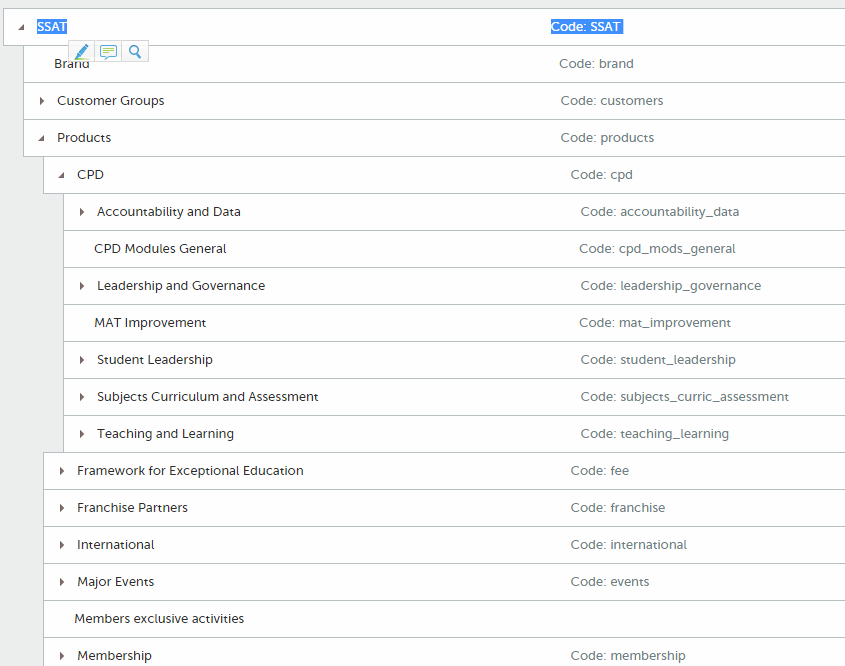 SSAT Code: SSAT
Brand Code: brand
Customer Groups Code: customers
Products Code: products
CPD Code: cpd
Accountability and Data Code: accountability_data
CPD Modules General Code: cpd_mods_general
Leadership and Governance Code: leadership_governance
MAT Improvement Code: mat_improvement
Student Leadership Code: student_leadership
Subjects Curriculum and Assessment Code: subjects_curric_assessment
Teaching and Learning Code: teaching_learning
Framework for Exceptional Education Code: fee
Franchise Partners Code: franchise
International Code: international
Major Events Code: events
Members exclusive activities
Membership Code: membership